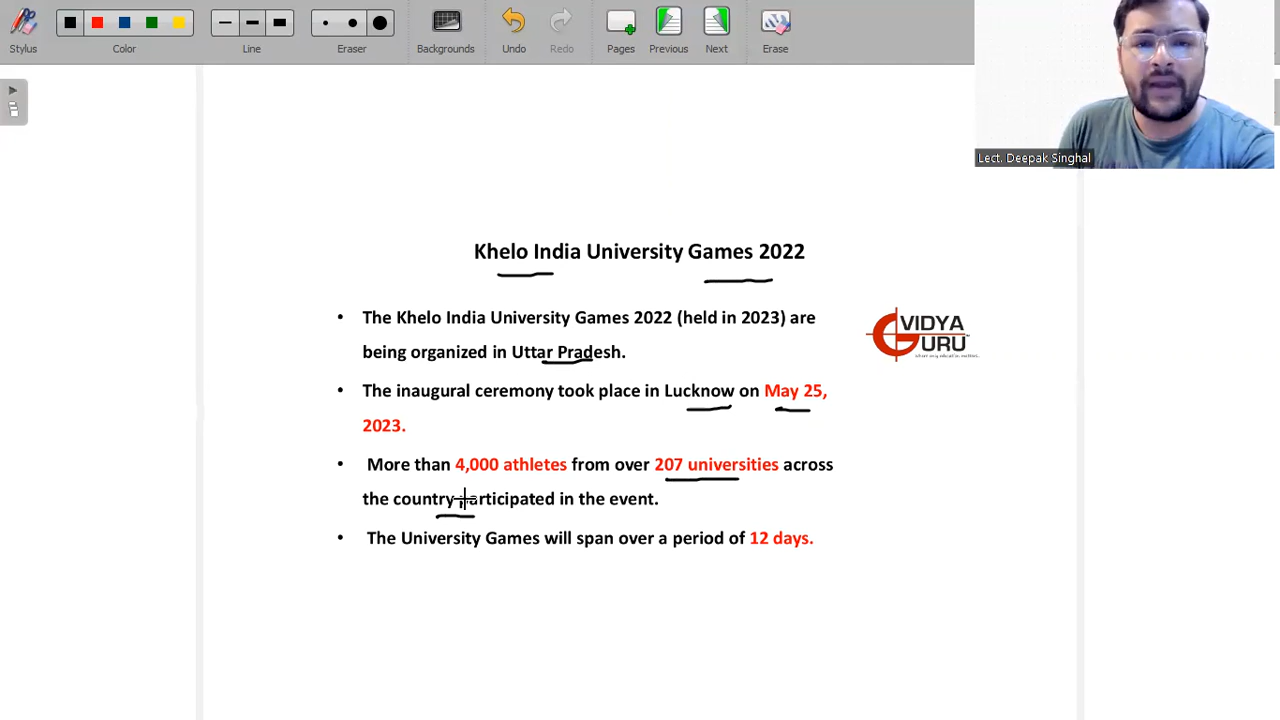 Stylus
Color
Line
Eraser
Backgrounds
Undo
Redo
Pages
Previous
Next
Erase
Lect. Deepak Singhal
Khelo India University Games 2022
• The Khelo India University Games 2022 (held in 2023) are
being organized in Uttar Pradesh.
VIDYA
GURU
• The inaugural ceremony took place in Lucknow on May 25,
2023.
• More than 4,000 athletes from over 207 universities across
the country participated in the event.
• The University Games will span over a period of 12 days.